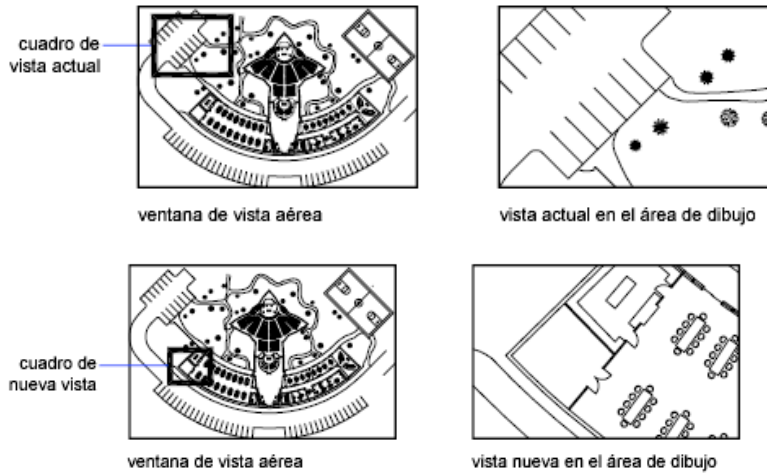 cuadro de
vista actual
ventana de vista aérea
vista actual en el área de dibujo
cuadro de
nueva vista
ventana de vista aérea
vista nueva en el área de dibujo